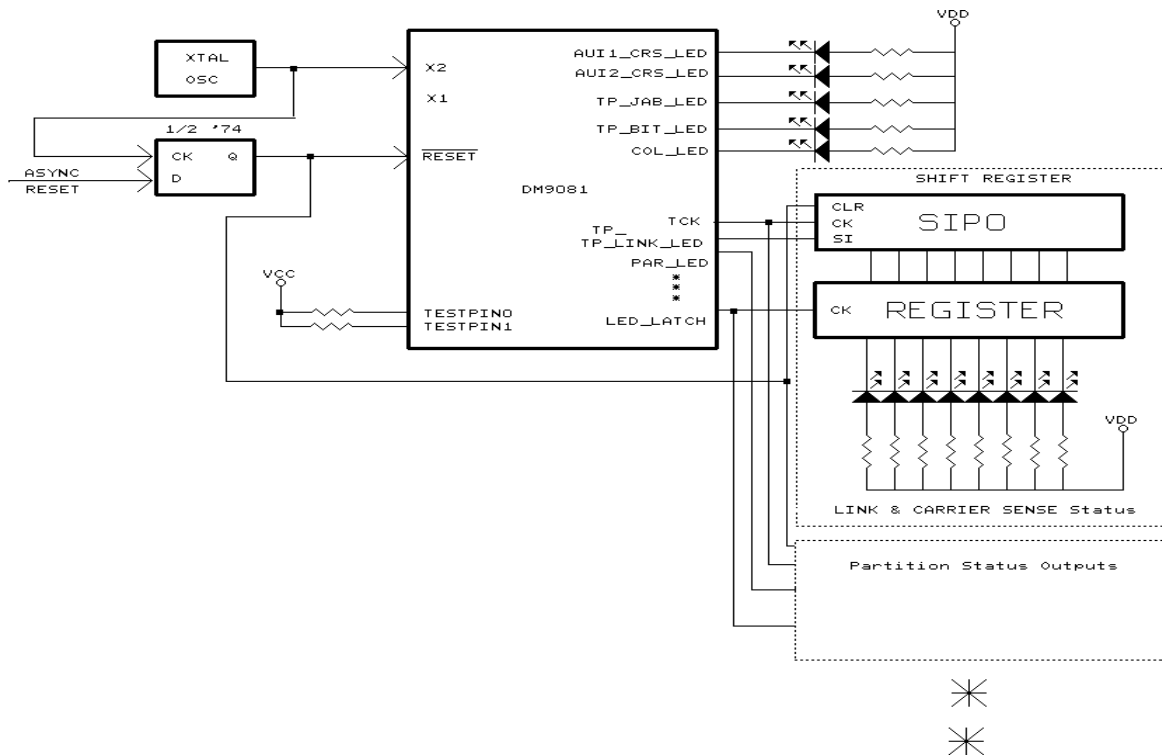 VDD
XTAL
OSC
X2
X1
AUI1_CRS_LED
AUI2_CRS_LED
TP_JAB_LED
TP_BIT_LED
COL_LED
1/2 '74
CK Q
D
ASYNC
RESET
RESET
DM9081
SHIFT REGISTER
CLR
CK
SI
SIPO
TCK
TP_
TP_LINK_LED
PAR_LED
*
*
*
LED_LATCH
VCC
TESTPIN0
TESTPIN1
CK
REGISTER
VDD
LINK & CARRIER SENSE Status
Partition Status Outputs
*
*